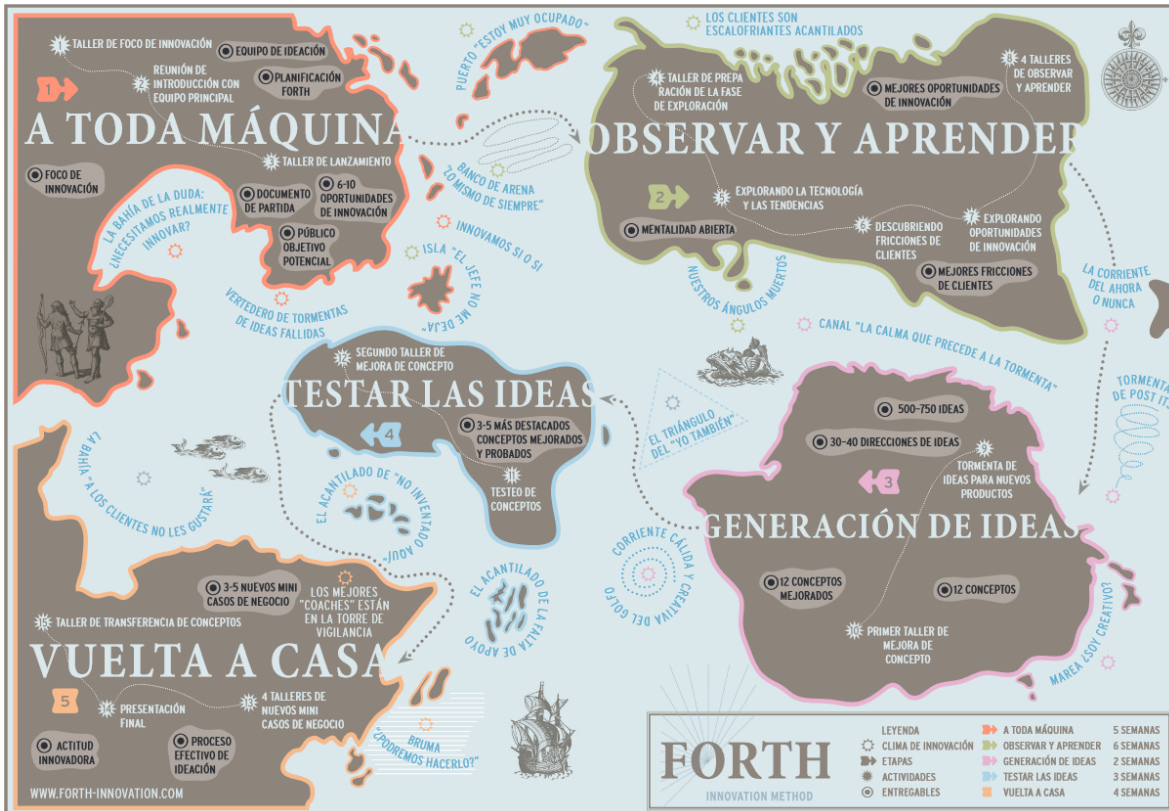 1
TALLER DE FOCO DE INNOVACIÓN
EQUIPO DE IDEACIÓN
1
2
REUNIÓN DE
INTRODUCCIÓN CON
EQUIPO PRINCIPAL
PLANIFICACIÓN
FORTH
A TODA MÁQUINA
3
TALLER DE LANZAMIENTO
FOCO DE
INNOVACIÓN
DOCUMENTO
DE PARTIDA
6-10
OPORTUNIDADES
DE INNOVACIÓN
PÚBLICO
OBJETIVO
POTENCIAL
LA BAHÍA DE LA DUDA:
¿NECESITAMOS REALMENTE
INNOVAR?
VERTEDERO DE TORMENTAS
DE IDEAS FALLIDAS
PUERTO "ESTOY MUY OCUPADO"
BANCO DE ARENA
"LO MISMO DE SIEMPRE"
INNOVAMOS SI O SI
ISLA "EL JEFE NO ME DEJA"
LOS CLIENTES SON
ESCALOFRIANTES ACANTILADOS
4
TALLER DE PREPA
RACIÓN DE LA FASE
DE EXPLORACIÓN
MEJORES OPORTUNIDADES
DE INNOVACIÓN
8
4 TALLERES
DE OBSERVAR
Y APRENDER
OBSERVAR Y APRENDER
2
5
EXPLORANDO LA TECNOLOGÍA
Y LAS TENDENCIAS
MENTALIDAD ABIERTA
6
DESCUBRIENDO
FRICCIONES DE
CLIENTES
7
EXPLORANDO
OPORTUNIDADES
DE INNOVACIÓN
MEJORES FRICCIONES
DE CLIENTES
NUESTROS ÁNGULOS MUERTOS
LA CORRIENTE
DEL AHORA
O NUNCA
CANAL "LA CALMA QUE PRECEDE A LA TORMENTA"
TORMENTA
DE POST IT
12
SEGUNDO TALLER DE
MEJORA DE CONCEPTO
TESTAR LAS IDEAS
4
3-5 MÁS DESTACADOS
CONCEPTOS MEJORADOS
Y PROBADOS
11
TESTEO DE
CONCEPTOS
EL TRIÁNGULO
DEL "YO TAMBIÉN"
500-750 IDEAS
30-40 DIRECCIONES DE IDEAS
9
TORMENTA DE
IDEAS PARA NUEVOS
PRODUCTOS
3
GENERACIÓN DE IDEAS
12 CONCEPTOS
MEJORADOS
12 CONCEPTOS
10
PRIMER TALLER DE
MEJORA DE
CONCEPTO
CORRIENTE CÁLIDA Y CREATIVA DEL GOLFO
MAREA ¿SOY CREATIVO?
LA BAHÍA "A LOS CLIENTES NO LES GUSTARÁ"
EL ACANTILADO DE "NO INVENTADO AQUÍ"
EL ACANTILADO DE LA FALTA DE APOYO
3-5 NUEVOS MINI
CASOS DE NEGOCIO
LOS MEJORES
"COACHES" ESTÁN
EN LA TORRE DE
VIGILANCIA
15
TALLER DE TRANSFERENCIA DE CONCEPTOS
VUELTA A CASA
5
14
PRESENTACIÓN
FINAL
13
4 TALLERES DE
NUEVOS MINI
CASOS DE NEGOCIO
ACTITUD
INNOVADORA
PROCESO
EFECTIVO DE
IDEACIÓN
BRUMA
"¿PODREMOS HACERLO?"
WWW.FORTH-INNOVATION.COM
FORTH
INNOVATION METHOD
LEYENDA
CLIMA DE INNOVACIÓN
ETAPAS
ACTIVIDADES
ENTREGABLES
A TODA MÁQUINA 5 SEMANAS
OBSERVAR Y APRENDER 6 SEMANAS
GENERACIÓN DE IDEAS 2 SEMANAS
TESTAR LAS IDEAS 3 SEMANAS
VUELTA A CASA 4 SEMANAS